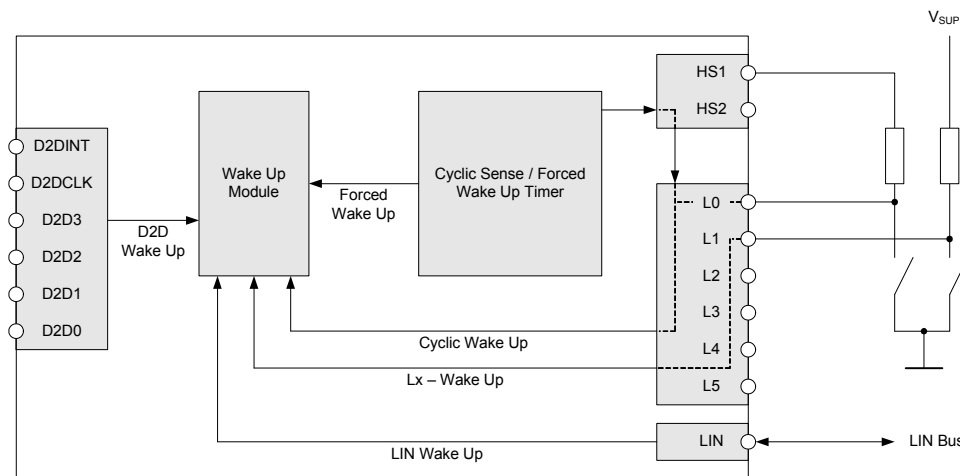 V_SUP
HS1
HS2
D2DINT
D2DCLK
D2D3
D2D2
D2D1
D2D0
D2D
Wake Up
Wake Up
Module
Forced
Wake Up
Cyclic Sense / Forced
Wake Up Timer
L0
L1
L2
L3
L4
L5
Cyclic Wake Up
Lx – Wake Up
LIN Wake Up
LIN
LIN Bus